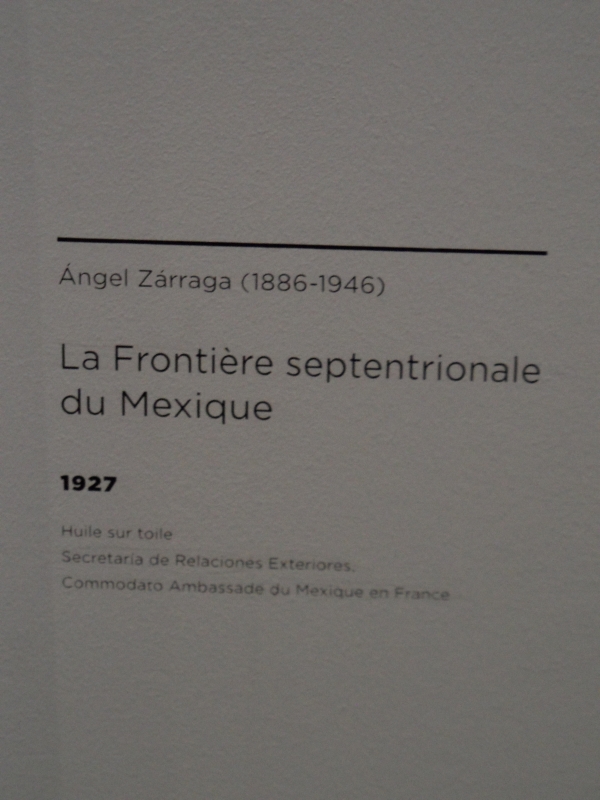 Ángel Zárraga (1886-1946)
La Frontière septentrionale
du Mexique
1927
Huile sur toile
Secretaría de Relaciones Exteriores.
Commodato Ambassade du Mexique en France